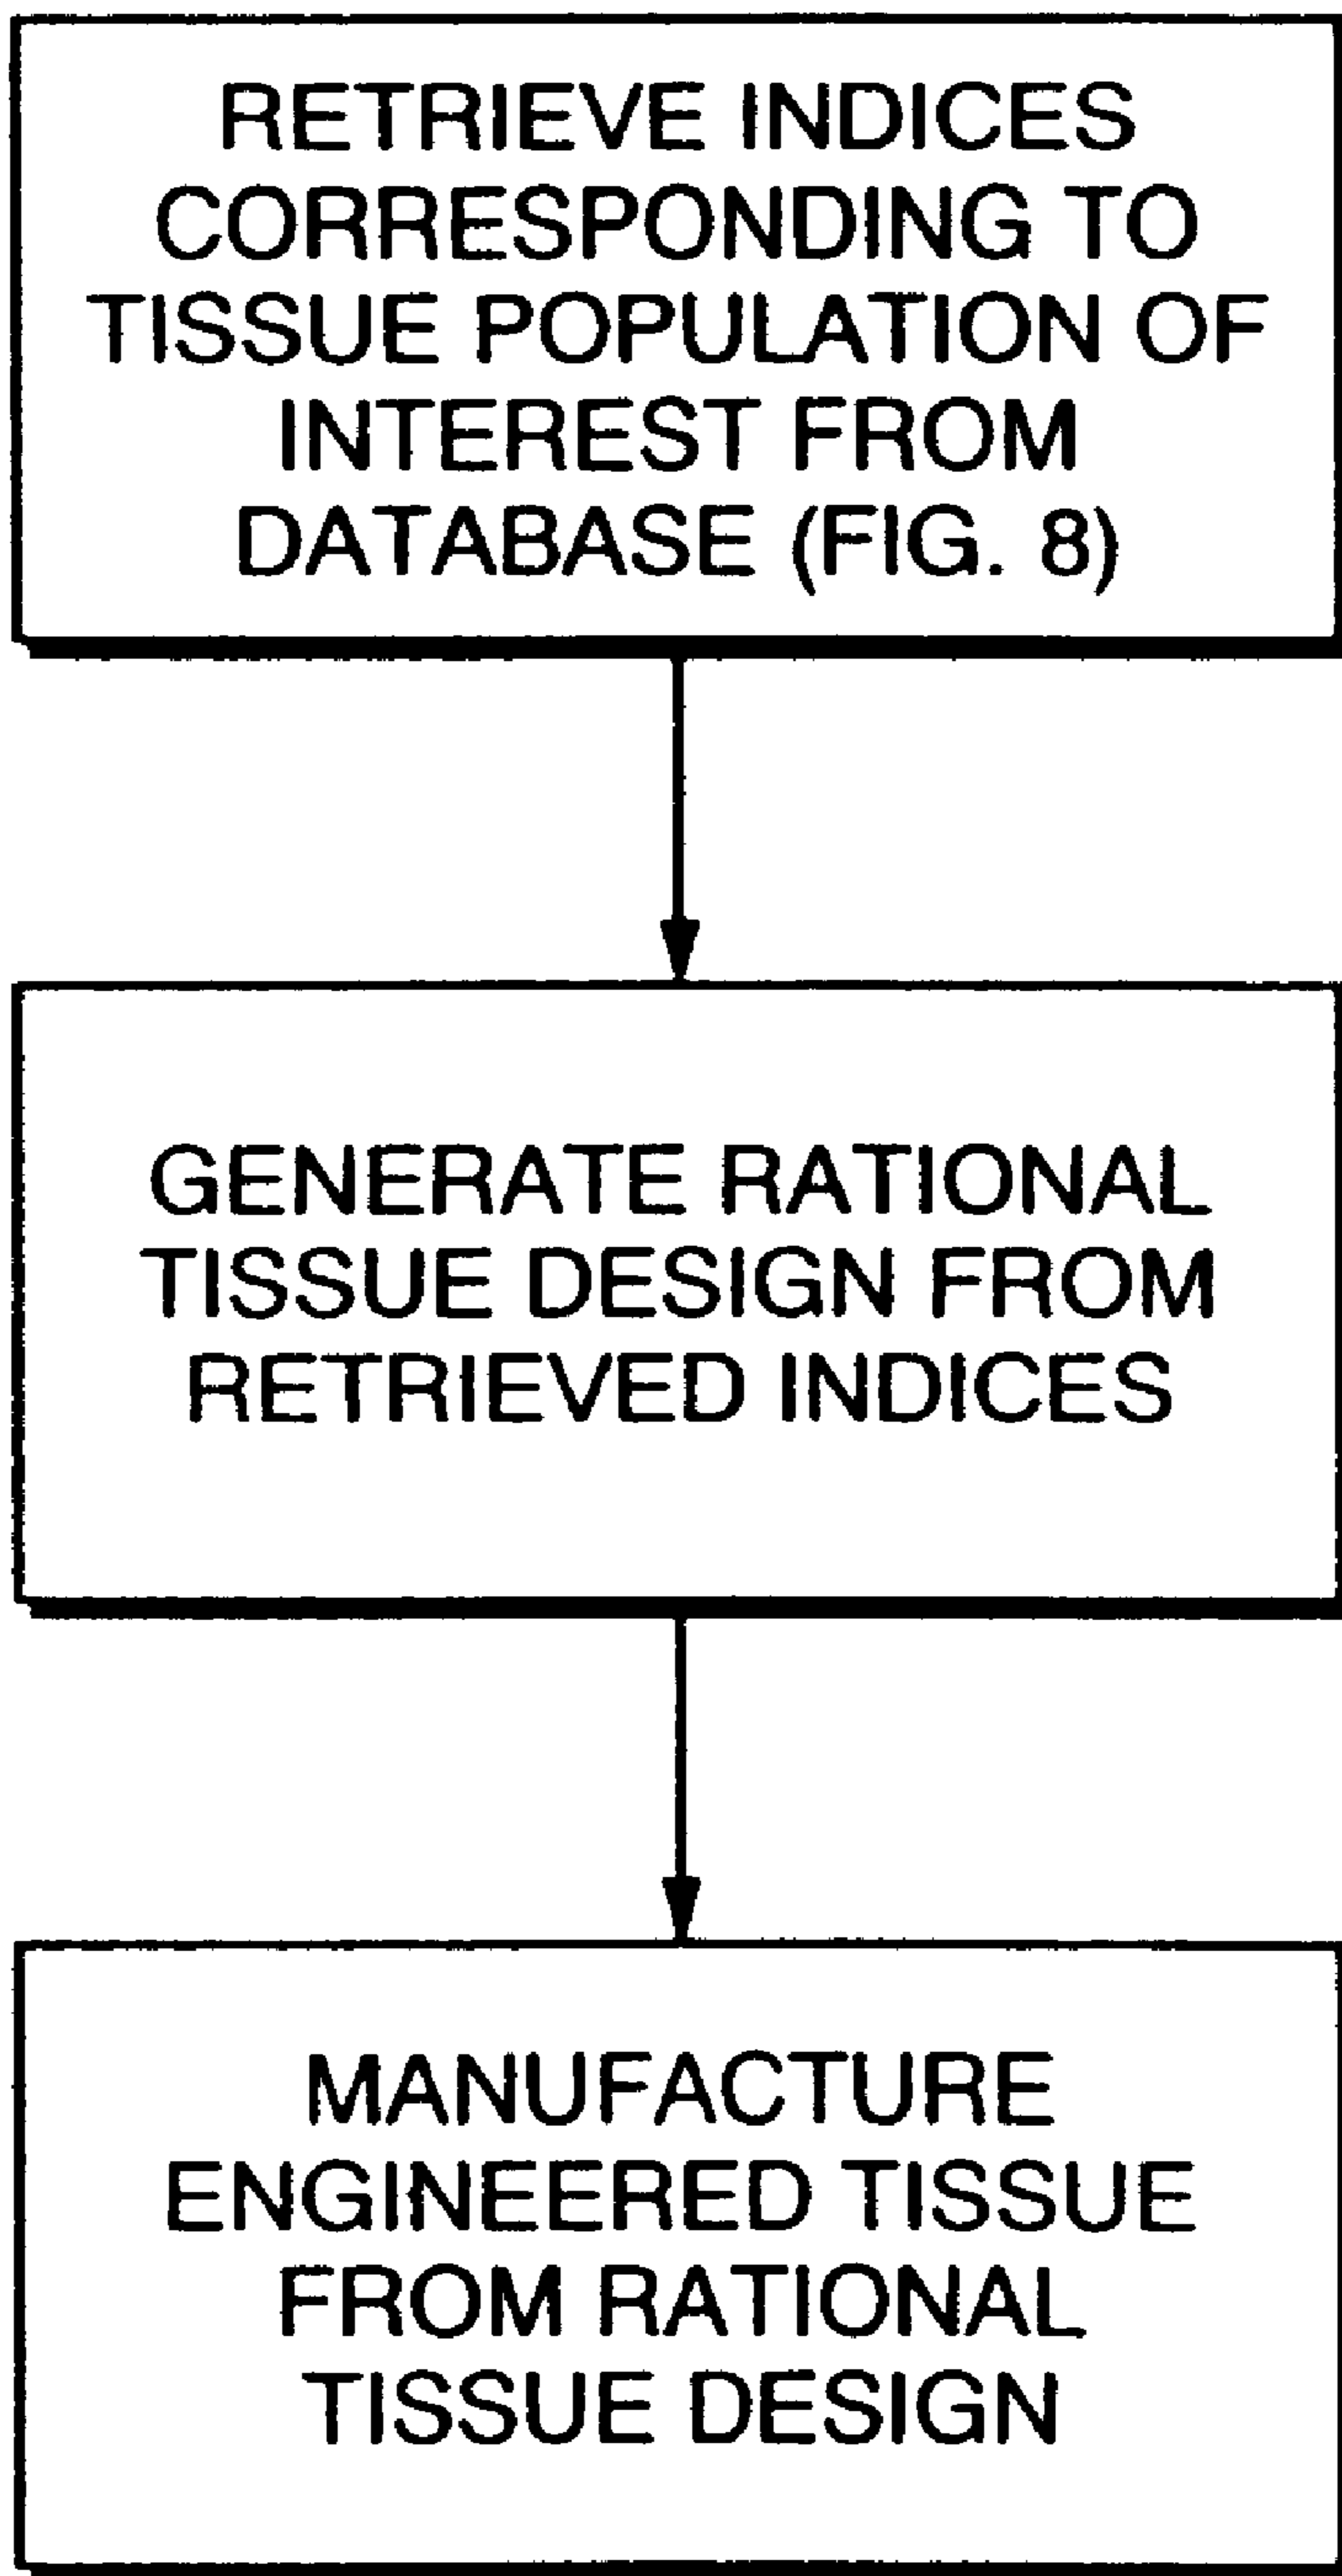 RETRIEVE INDICES
CORRESPONDING TO
TISSUE POPULATION OF
INTEREST FROM
DATABASE (FIG. 8)
GENERATE RATIONAL
TISSUE DESIGN FROM
RETRIEVED INDICES
MANUFACTURE
ENGINEERED TISSUE
FROM RATIONAL
TISSUE DESIGN